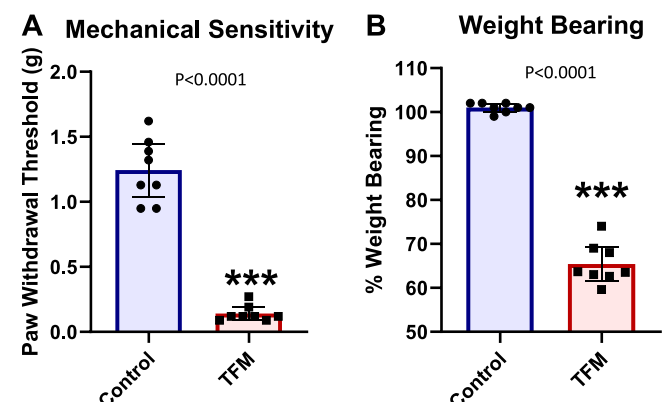 A Mechanical Sensitivity
P<0.0001
Paw Withdrawal Threshold (g)
2.0
1.5
1.0
0.5
0.0
***
Control
TFM
B Weight Bearing
P<0.0001
% Weight Bearing
110
100
90
80
70
60
50
***
Control
TFM